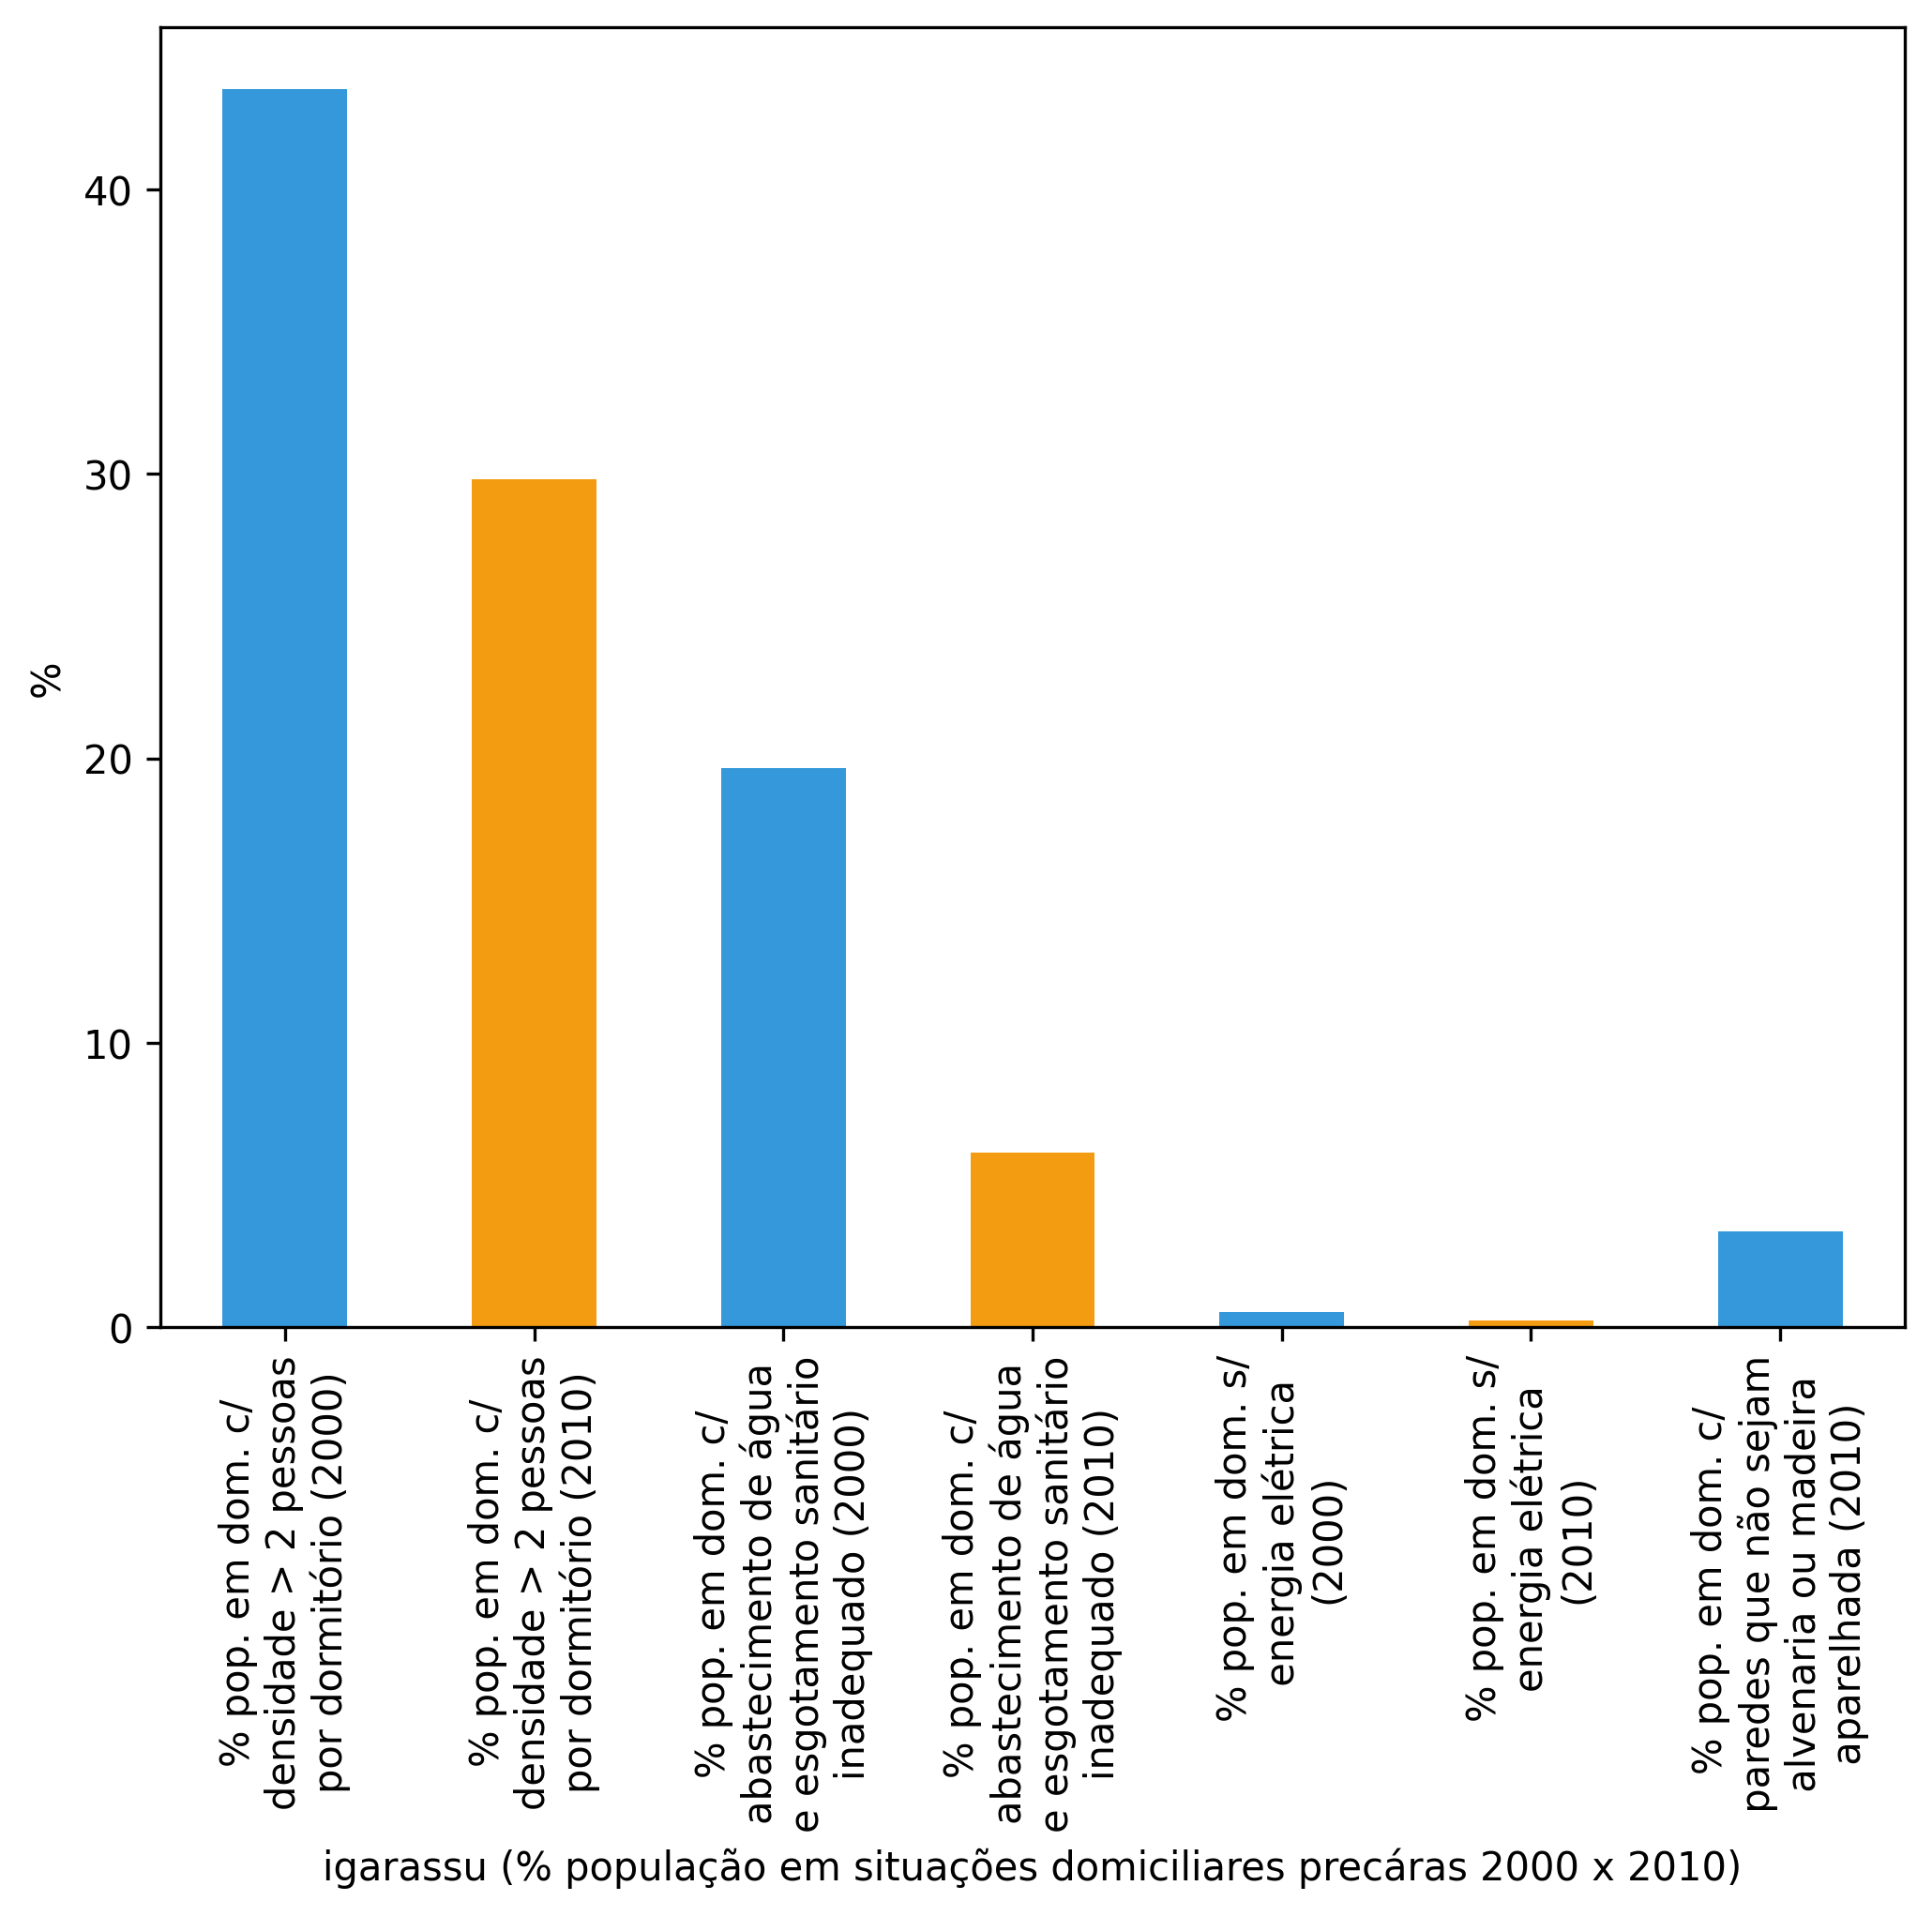 40
30
20
10
0
%
% pop. em dom. c/
densidade > 2 pessoas
por dormitório (2000)
% pop. em dom. c/
densidade > 2 pessoas
por dormitório (2010)
% pop. em dom. c/
abastecimento de água
e esgotamento sanitário
inadequado (2000)
% pop. em dom. c/
abastecimento de água
e esgotamento sanitário
inadequado (2010)
% pop. em dom. s/
energia elétrica
(2000)
% pop. em dom. s/
energia elétrica
(2010)
% pop. em dom. c/
paredes que não sejam
alvenaria ou madeira
aparelhada (2010)
igarassu (% população em situações domiciliares precáras 2000 x 2010)